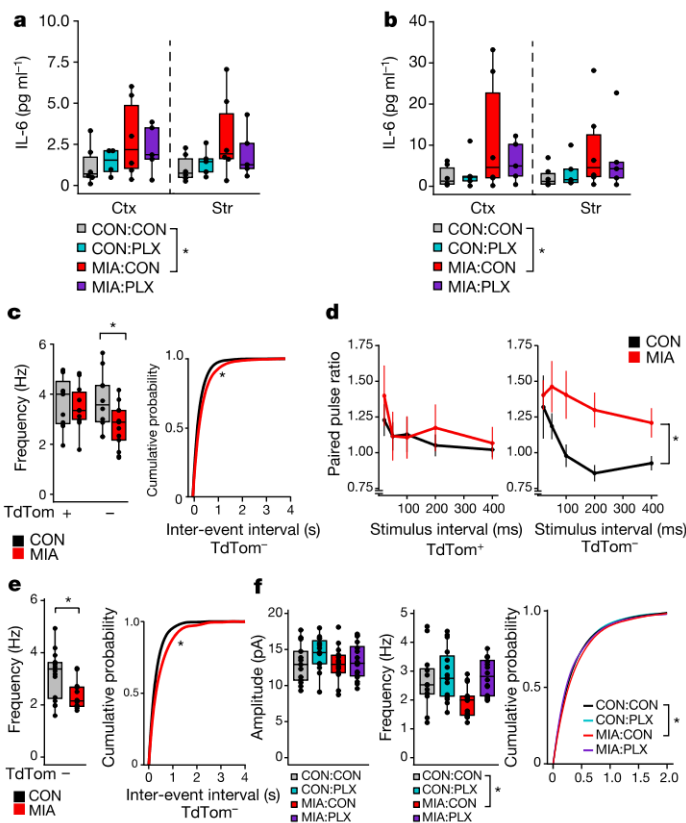 a
IL-6 (pg ml⁻¹)
10.0
7.5
5.0
2.5
0
Ctx
Str
CON:CON
CON:PLX
MIA:CON
MIA:PLX
*
b
IL-6 (pg ml⁻¹)
40
30
20
10
0
Ctx
Str
CON:CON
CON:PLX
MIA:CON
MIA:PLX
*
c
Frequency (Hz)
6
4
2
0
*
TdTom + −
CON
MIA
Cumulative probability
1.0
0.5
0
*
0 1 2 3 4
Inter-event interval (s)
TdTom⁻
d
Paired pulse ratio
1.75
1.50
1.25
1.00
0.75
100 200 300 400
Stimulus interval (ms)
TdTom⁺
CON
MIA
1.75
1.50
1.25
1.00
0.75
*
100 200 300 400
Stimulus interval (ms)
TdTom⁻
e
Frequency (Hz)
6
4
2
0
*
TdTom −
CON
MIA
Cumulative probability
1.0
0.5
0
*
0 1 2 3 4
Inter-event interval (s)
TdTom⁻
f
Amplitude (pA)
20
15
10
5
0
CON:CON
CON:PLX
MIA:CON
MIA:PLX
Frequency (Hz)
5
4
3
2
1
0
CON:CON
CON:PLX
MIA:CON
MIA:PLX
*
Cumulative probability
1.0
0.5
0
CON:CON
CON:PLX
MIA:CON
MIA:PLX
*
0 0.5 1.0 1.5 2.0